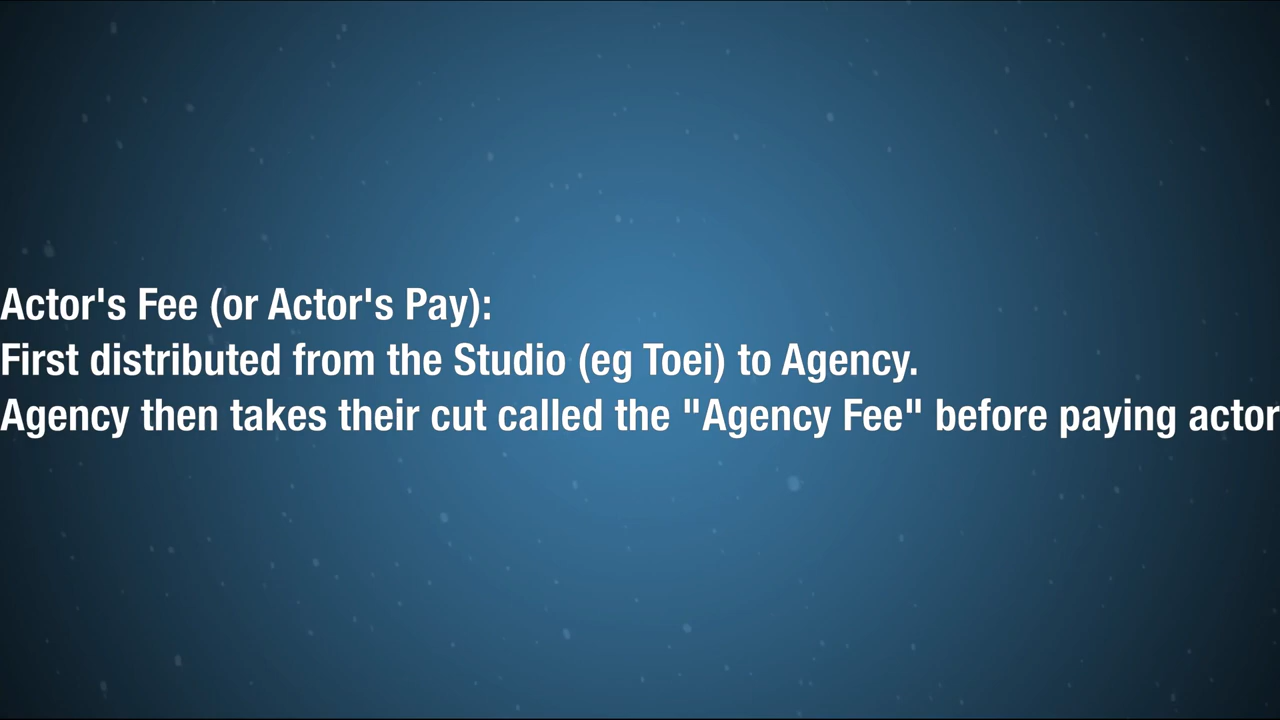 Actor's Fee (or Actor's Pay):
First distributed from the Studio (eg Toei) to Agency.
Agency then takes their cut called the "Agency Fee" before paying actor